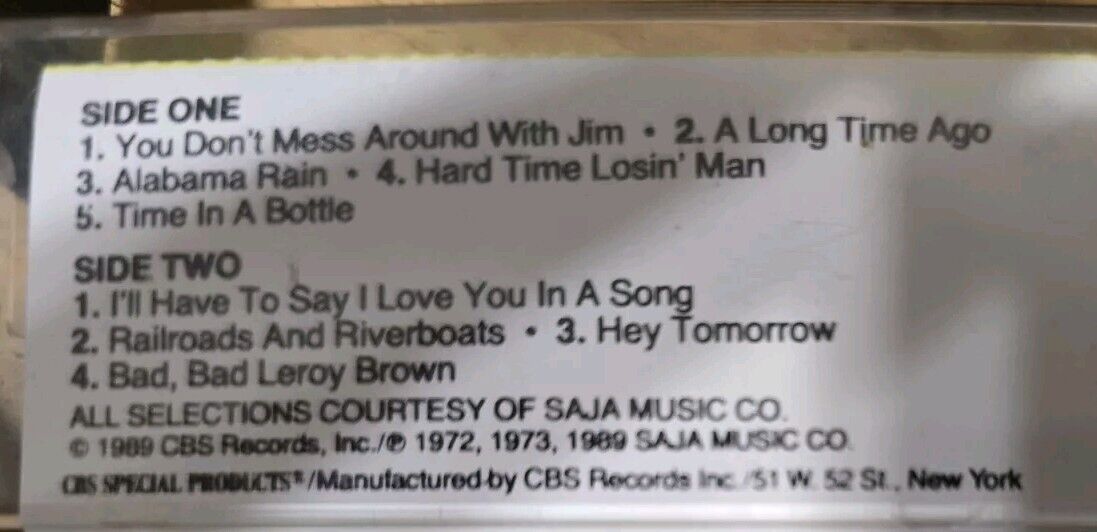 SIDE ONE
1. You Don't Mess Around With Jim • 2. A Long Time Ago
3. Alabama Rain • 4. Hard Time Losin' Man
5. Time In A Bottle
SIDE TWO
1. I'll Have To Say I Love You In A Song
2. Railroads And Riverboats • 3. Hey Tomorrow
4. Bad, Bad Leroy Brown
ALL SELECTIONS COURTESY OF SAJA MUSIC CO.
© 1989 CBS Records, Inc./℗ 1972, 1973, 1989 SAJA MUSIC CO.
CBS SPECIAL PRODUCTS®/Manufactured by CBS Records Inc./51 W. 52 St., New York